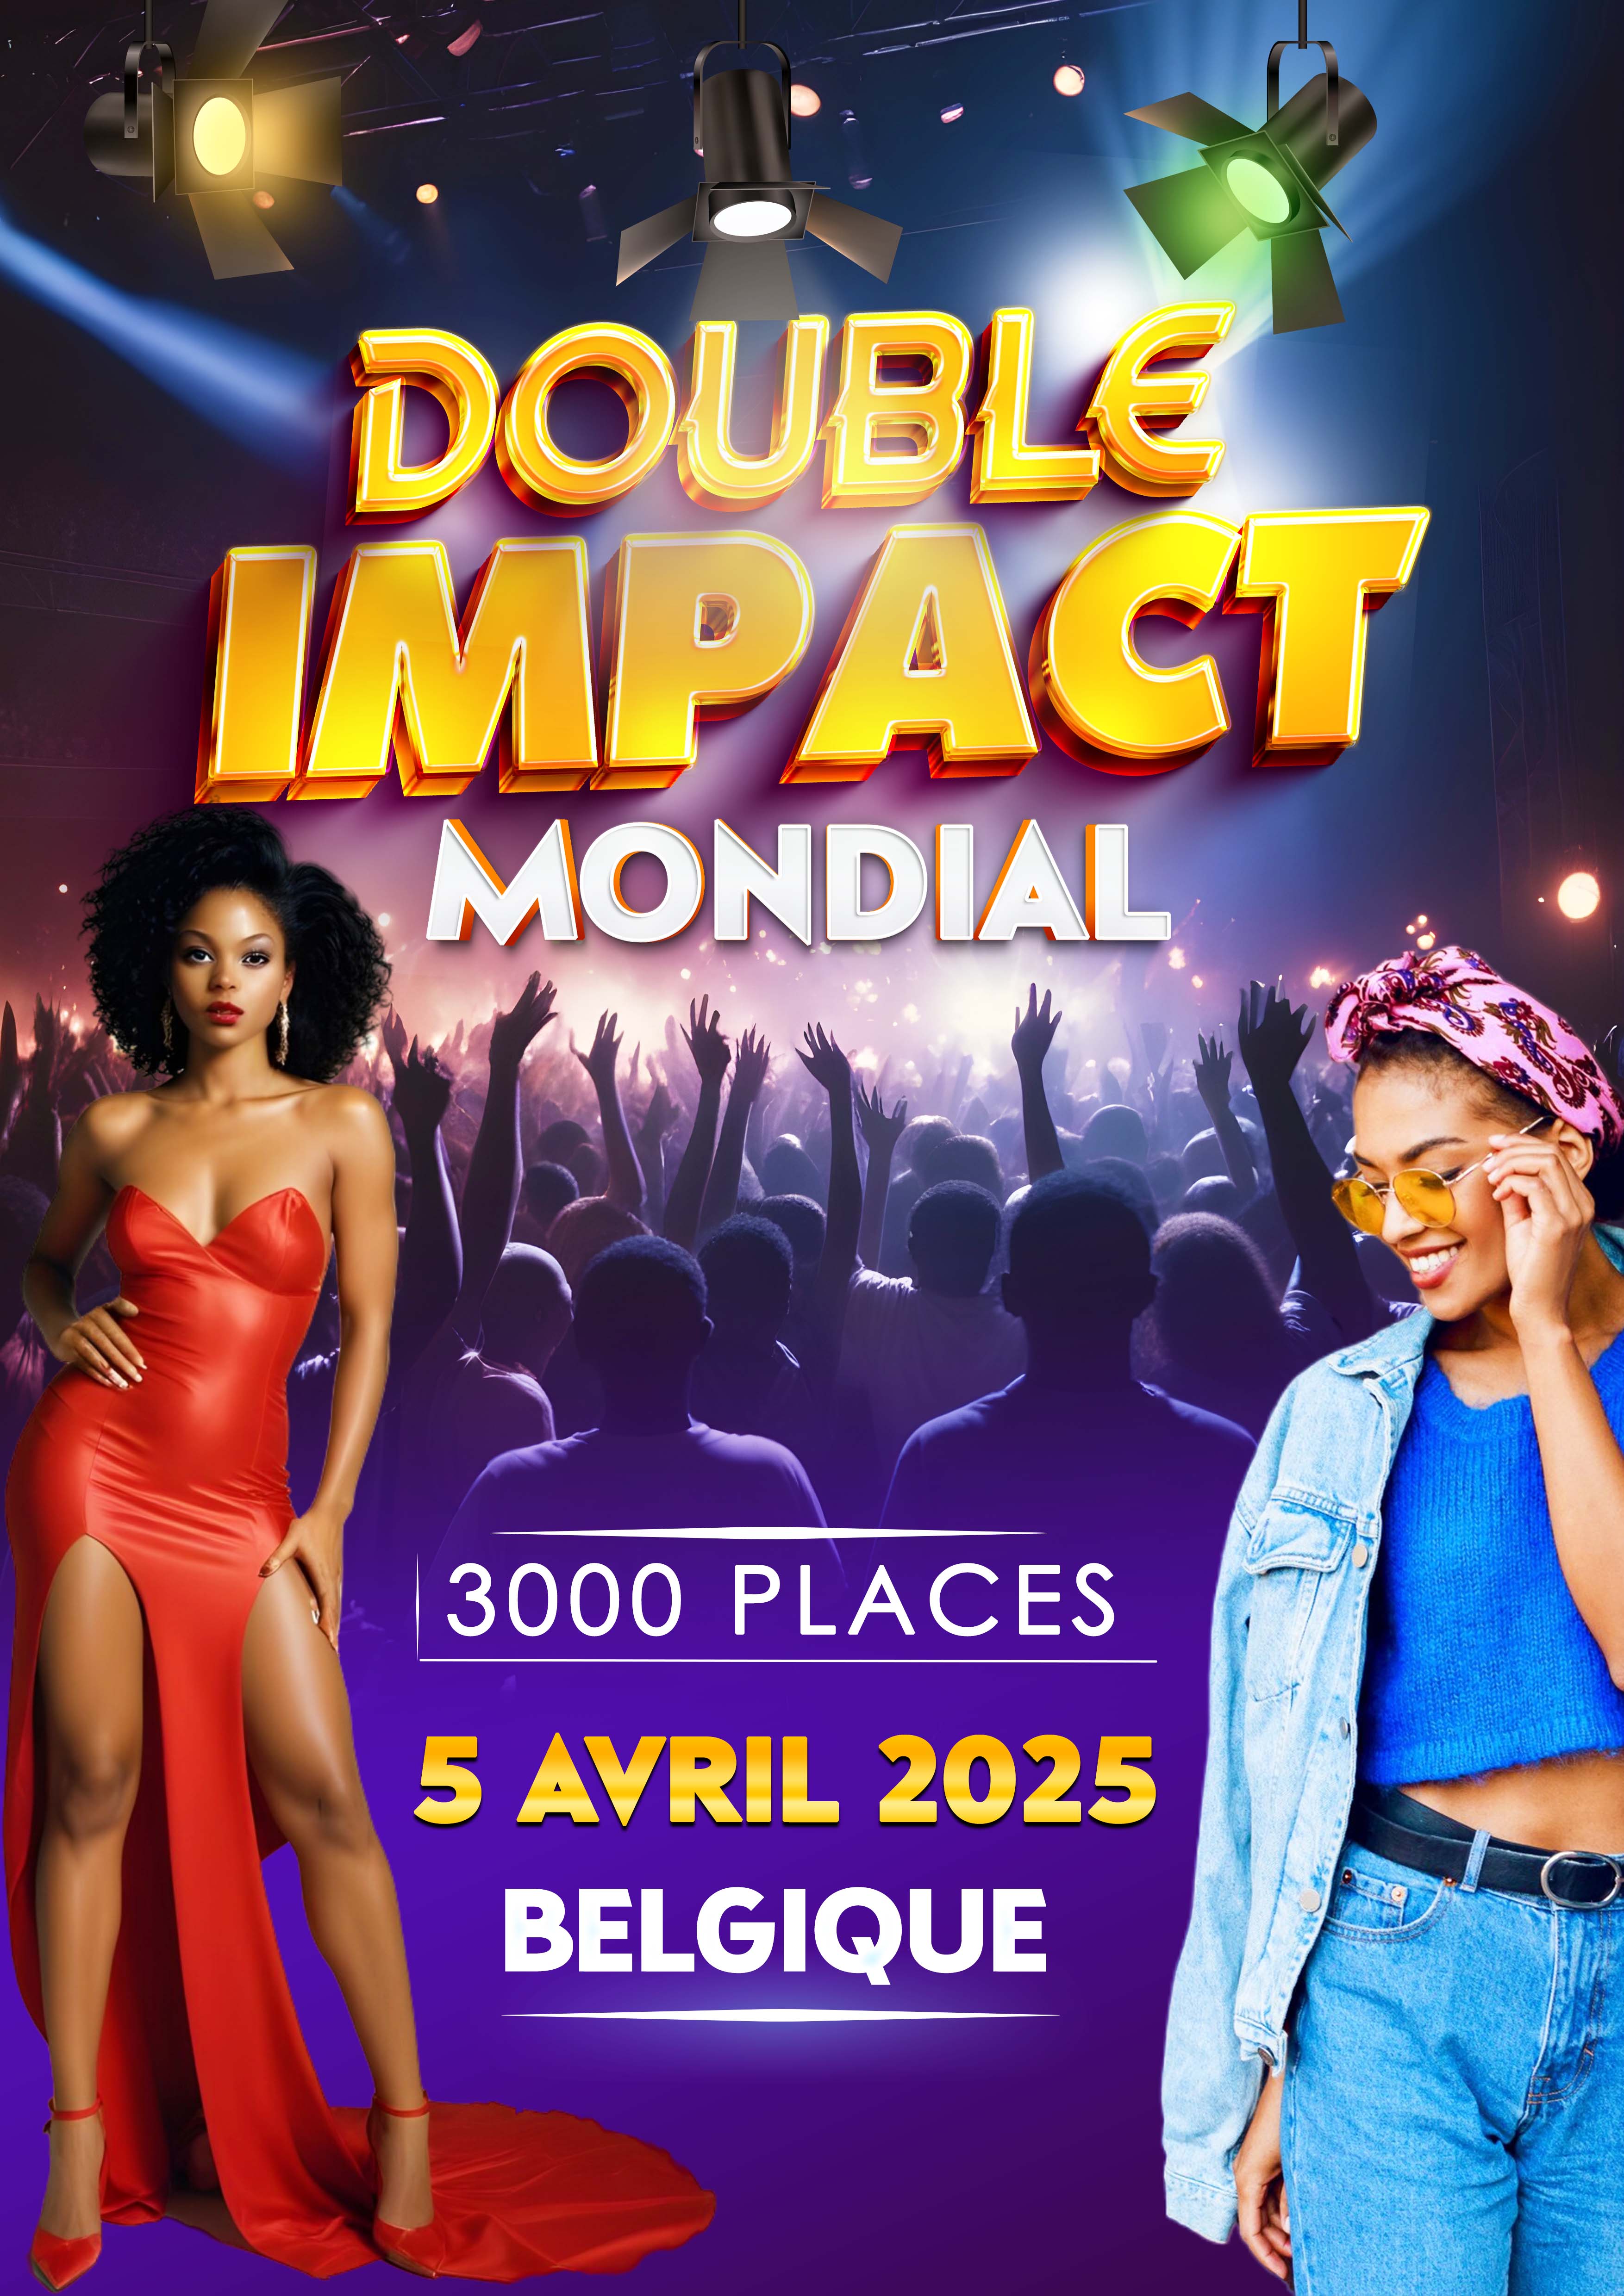 DOUBLE
IMPACT
MONDIAL
3000 PLACES
5 AVRIL 2025
BELGIQUE